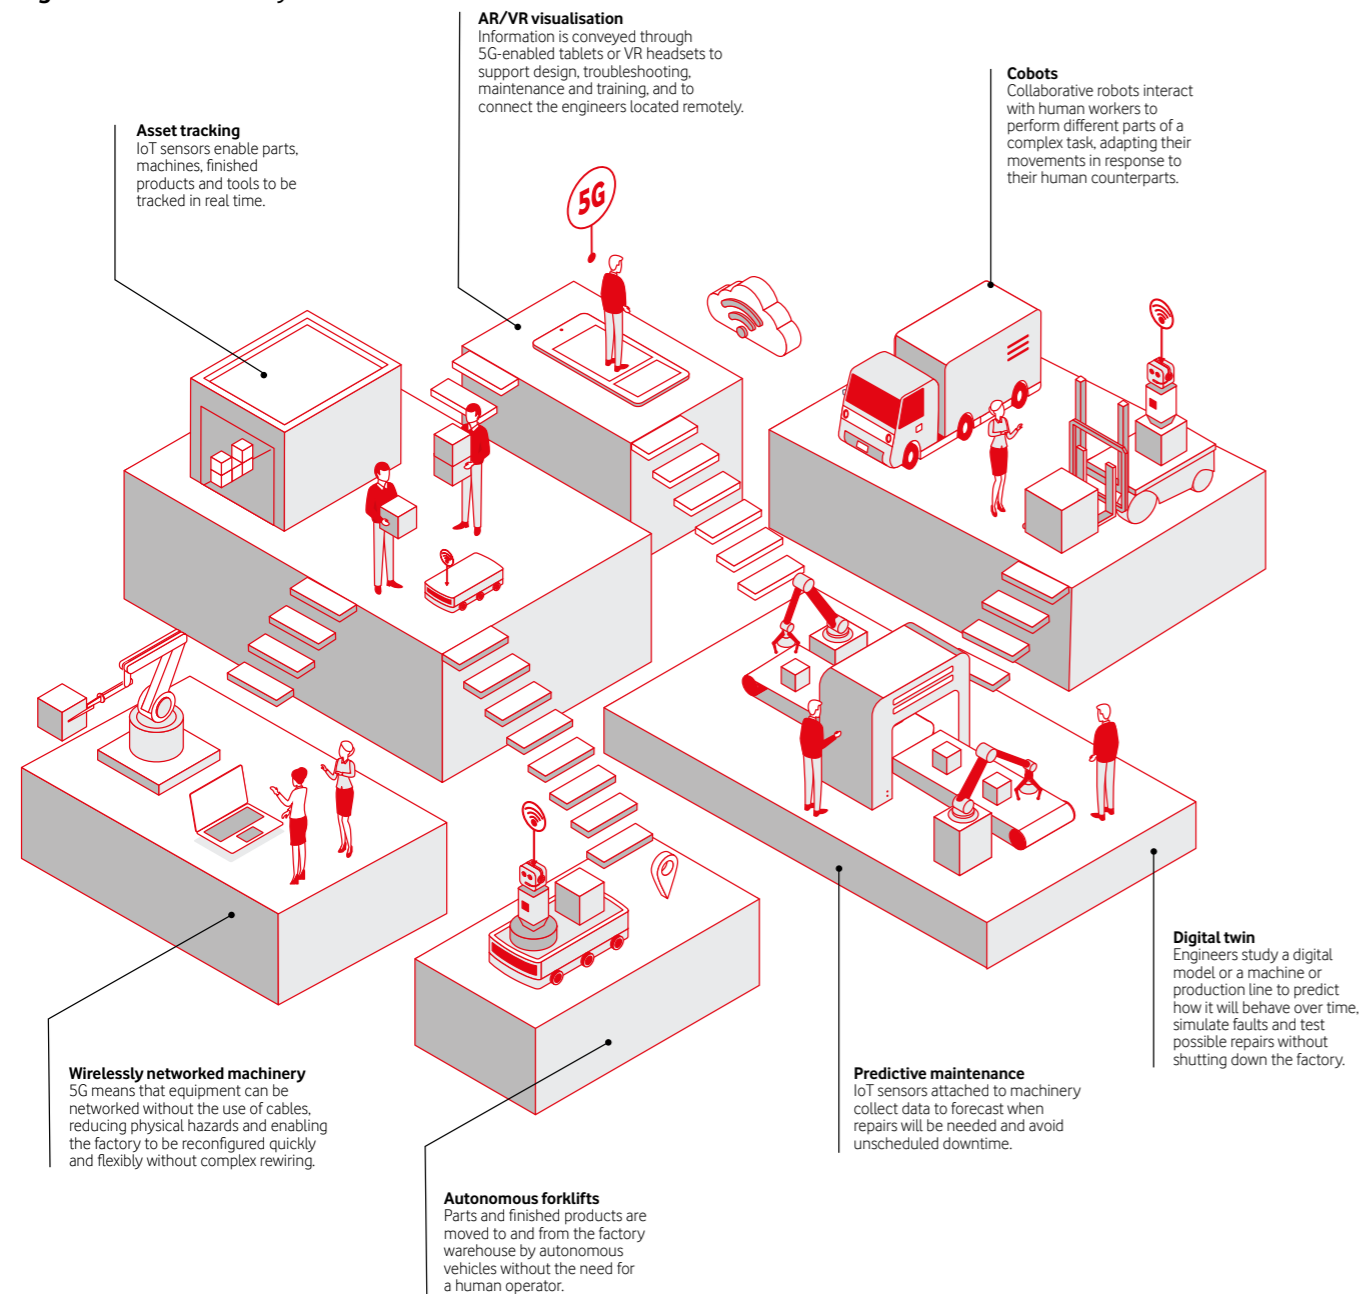 AR/VR visualisation
Information is conveyed through
5G-enabled tablets or VR headsets to
support design, troubleshooting,
maintenance and training, and to
connect the engineers located remotely.
Cobots
Collaborative robots interact
with human workers to
perform different parts of a
complex task, adapting their
movements in response to
their human counterparts.
Asset tracking
IoT sensors enable parts,
machines, finished
products and tools to be
tracked in real time.
5G
Digital twin
Engineers study a digital
model or a machine or
production line to predict
how it will behave over time,
simulate faults and test
possible repairs without
shutting down the factory.
Wirelessly networked machinery
5G means that equipment can be
networked without the use of cables,
reducing physical hazards and enabling
the factory to be reconfigured quickly
and flexibly without complex rewiring.
Predictive maintenance
IoT sensors attached to machinery
collect data to forecast when
repairs will be needed and avoid
unscheduled downtime.
Autonomous forklifts
Parts and finished products are
moved to and from the factory
warehouse by autonomous
vehicles without the need for
a human operator.